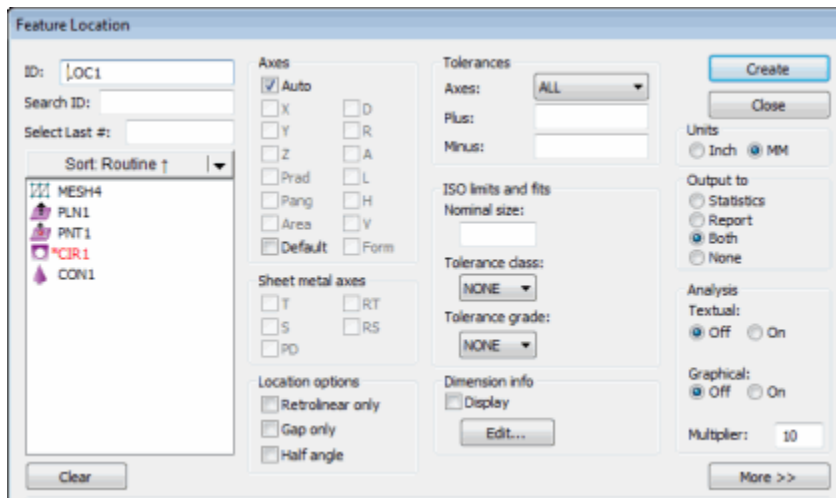 Feature Location
ID: LOC1
Search ID:
Select Last #:
Sort: Routine ↑
MESH4
PLN1
PNT1
*CIR1
CON1
Clear
Axes
Auto
X D
Y R
Z A
Prad L
Pang H
Area V
Default Form
Sheet metal axes
T RT
S RS
PD
Location options
Retrolinear only
Gap only
Half angle
Tolerances
Axes: ALL
Plus:
Minus:
ISO limits and fits
Nominal size:
Tolerance class:
NONE
Tolerance grade:
NONE
Dimension info
Display
Edit...
Create
Close
Units
Inch MM
Output to
Statistics
Report
Both
None
Analysis
Textual:
Off On
Graphical:
Off On
Multiplier: 10
More >>